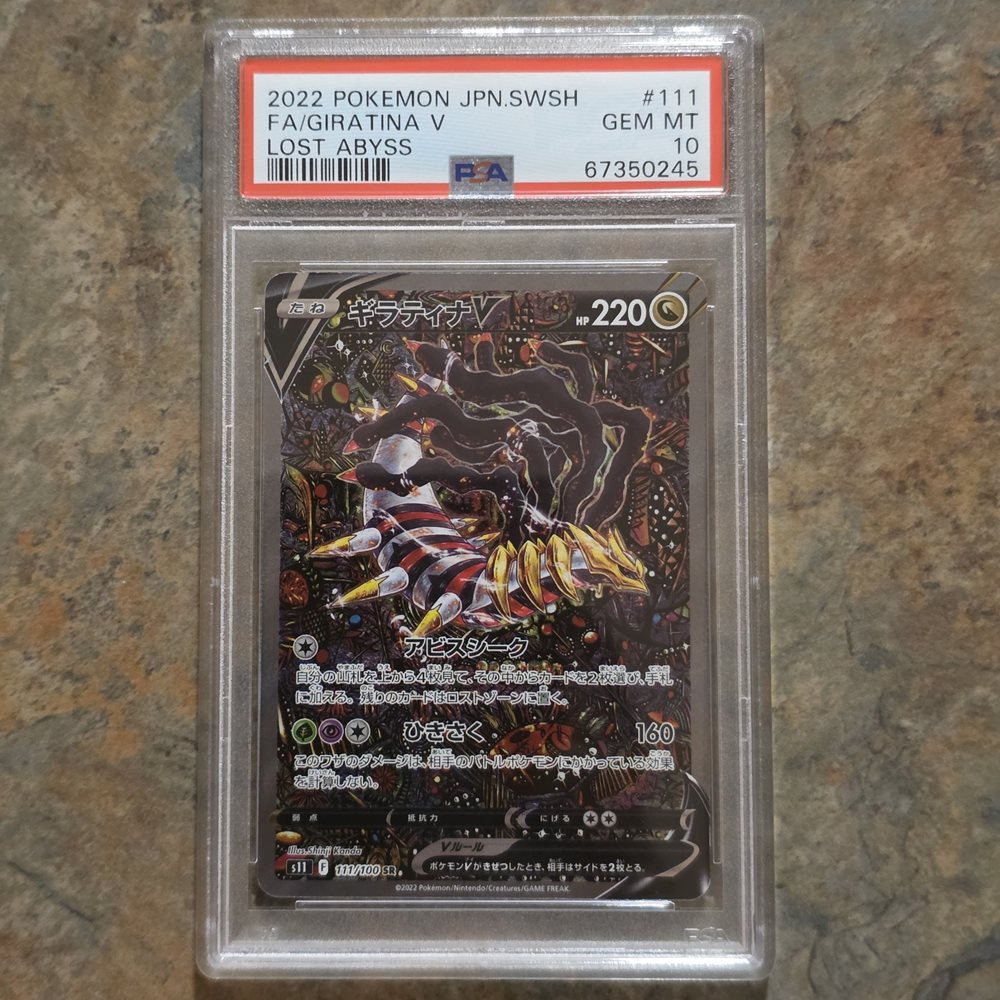 2022 POKEMON JPN.SWSH #111
FA/GIRATINA V GEM MT
LOST ABYSS 10
PSA 67350245
たね ギラティナV HP 220
アビスシーク
自分の山札を上から4枚見て、その中からカードを2枚選び、手札
に加える。残りのカードはロストゾーンに置く。
ひきさく 160
このワザのダメージは、相手のバトルポケモンにかかっている効果
を計算しない。
弱点 抵抗力 にげる
Vルール
ポケモンVがきぜつしたとき、相手はサイドを2枚とる。
Illus. Shinji Kanda
s11 F 111/100 SR
©2022 Pokémon/Nintendo/Creatures/GAME FREAK.